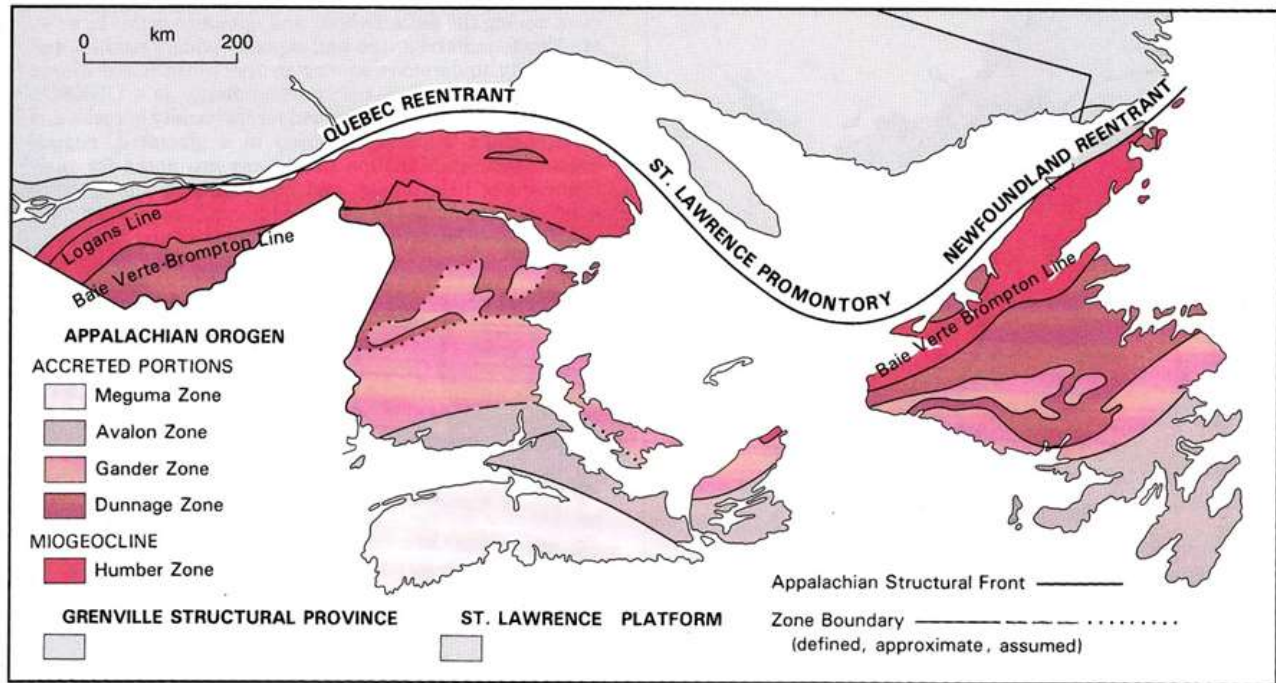 hkm
0 200
QUEBEC REENTRANT
ST. LAWRENCE PROMONTORY
NEWFOUNDLAND REENTRANT
Logans Line
Baie Verte-Brompton Line
Baie Verte Brompton Line
APPALACHIAN OROGEN
ACCRETED PORTIONS
Meguma Zone
Avalon Zone
Gander Zone
Dunnage Zone
MIOGEOCLINE
Humber Zone
GRENVILLE STRUCTURAL PROVINCE
ST. LAWRENCE PLATFORM
Appalachian Structural Front
Zone Boundary
(defined, approximate, assumed)